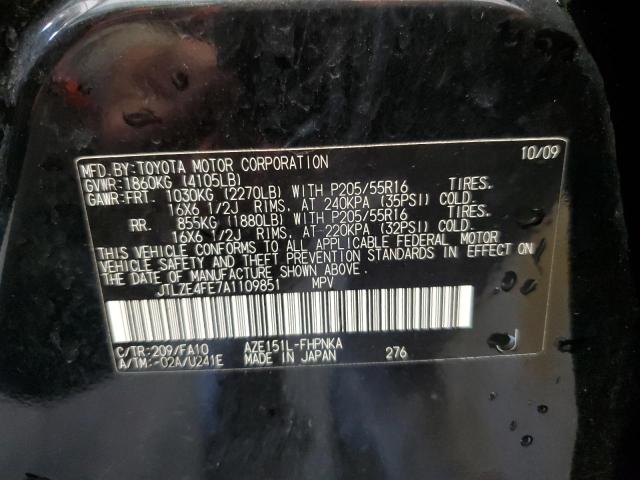 MFD.BY:TOYOTA MOTOR CORPORATION 10/09
GVWR:1860KG (4105LB)
GAWR:FRT. 1030KG (2270LB) WITH P205/55R16 TIRES.
16X6 1/2J RIMS. AT 240KPA (35PSI) COLD.
RR. 855KG (1880LB) WITH P205/55R16 TIRES.
16X6 1/2J RIMS. AT 220KPA (32PSI) COLD.
THIS VEHICLE CONFORMS TO ALL APPLICABLE FEDERAL MOTOR
VEHICLE SAFETY AND THEFT PREVENTION STANDARDS IN EFFECT ON
THE DATE OF MANUFACTURE SHOWN ABOVE.
JTLZE4FE7A1109851 MPV
C/TR:209/FA10 AZE151L-FHPNKA
A/TM:-02A/U241E MADE IN JAPAN 276